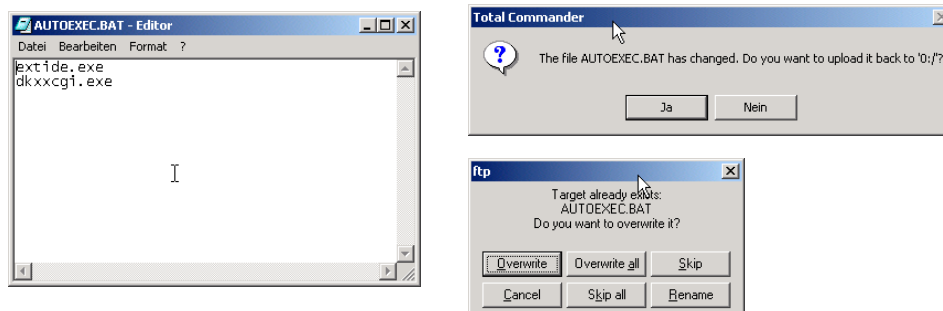 AUTOEXEC.BAT - Editor
Datei Bearbeiten Format ?
extide.exe
dkxxcgi.exe
Total Commander
The file AUTOEXEC.BAT has changed. Do you want to upload it back to '0:/'?
Ja Nein
ftp
Target already exists:
AUTOEXEC.BAT
Do you want to overwrite it?
Overwrite Overwrite all Skip
Cancel Skip all Rename